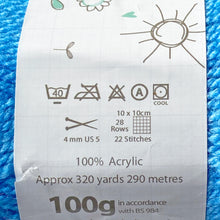 40 A
COOL
10 x 10cm
28
Rows
4 mm US 5 22 Stitches
100% Acrylic
Approx 320 yards 290 metres
100g in accordance
with BS 984